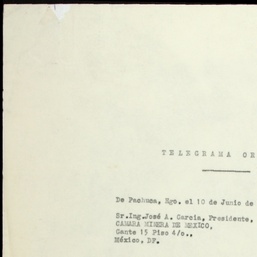 TELEGRAMA
De Pachuca, Hgo. el 10 de Junio de
Sr.Ing.José A. García, Presidente,
CAMARA MINERA DE MEXICO,
Gante 15 Piso 4/o.,
México, DF.